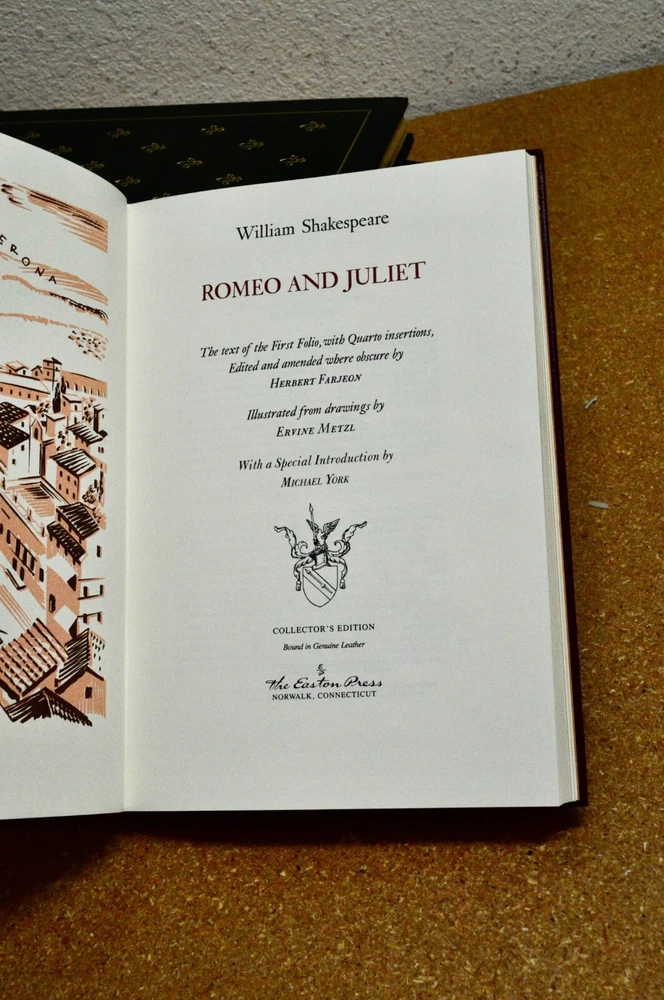 ERONA
William Shakespeare
ROMEO AND JULIET
The text of the First Folio, with Quarto insertions,
Edited and amended where obscure by
HERBERT FARJEON
Illustrated from drawings by
ERVINE METZL
With a Special Introduction by
MICHAEL YORK
COLLECTOR'S EDITION
Bound in Genuine Leather
The Easton Press
NORWALK, CONNECTICUT